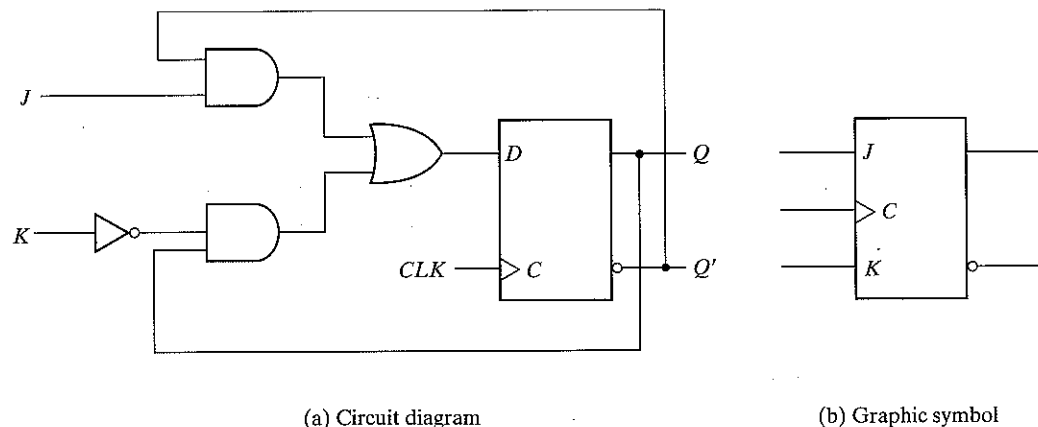 J
K
D
Q
CLK
C
Q'
J
C
K
(a) Circuit diagram
(b) Graphic symbol